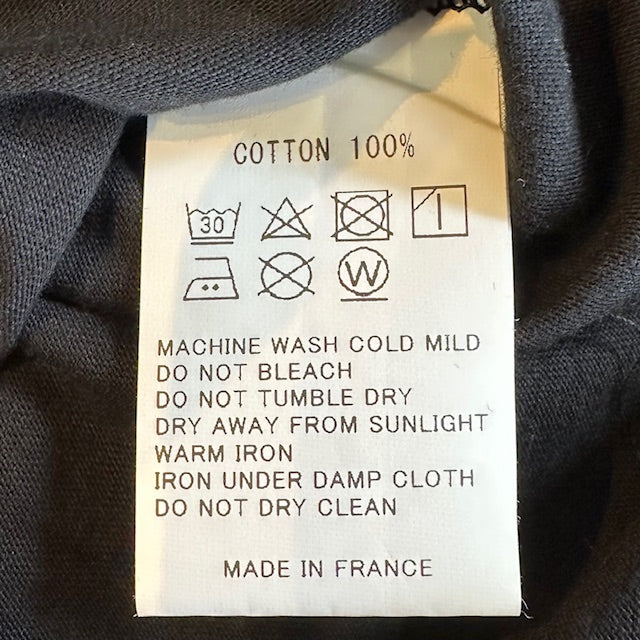 COTTON 100%
30
W
MACHINE WASH COLD MILD
DO NOT BLEACH
DO NOT TUMBLE DRY
DRY AWAY FROM SUNLIGHT
WARM IRON
IRON UNDER DAMP CLOTH
DO NOT DRY CLEAN
MADE IN FRANCE